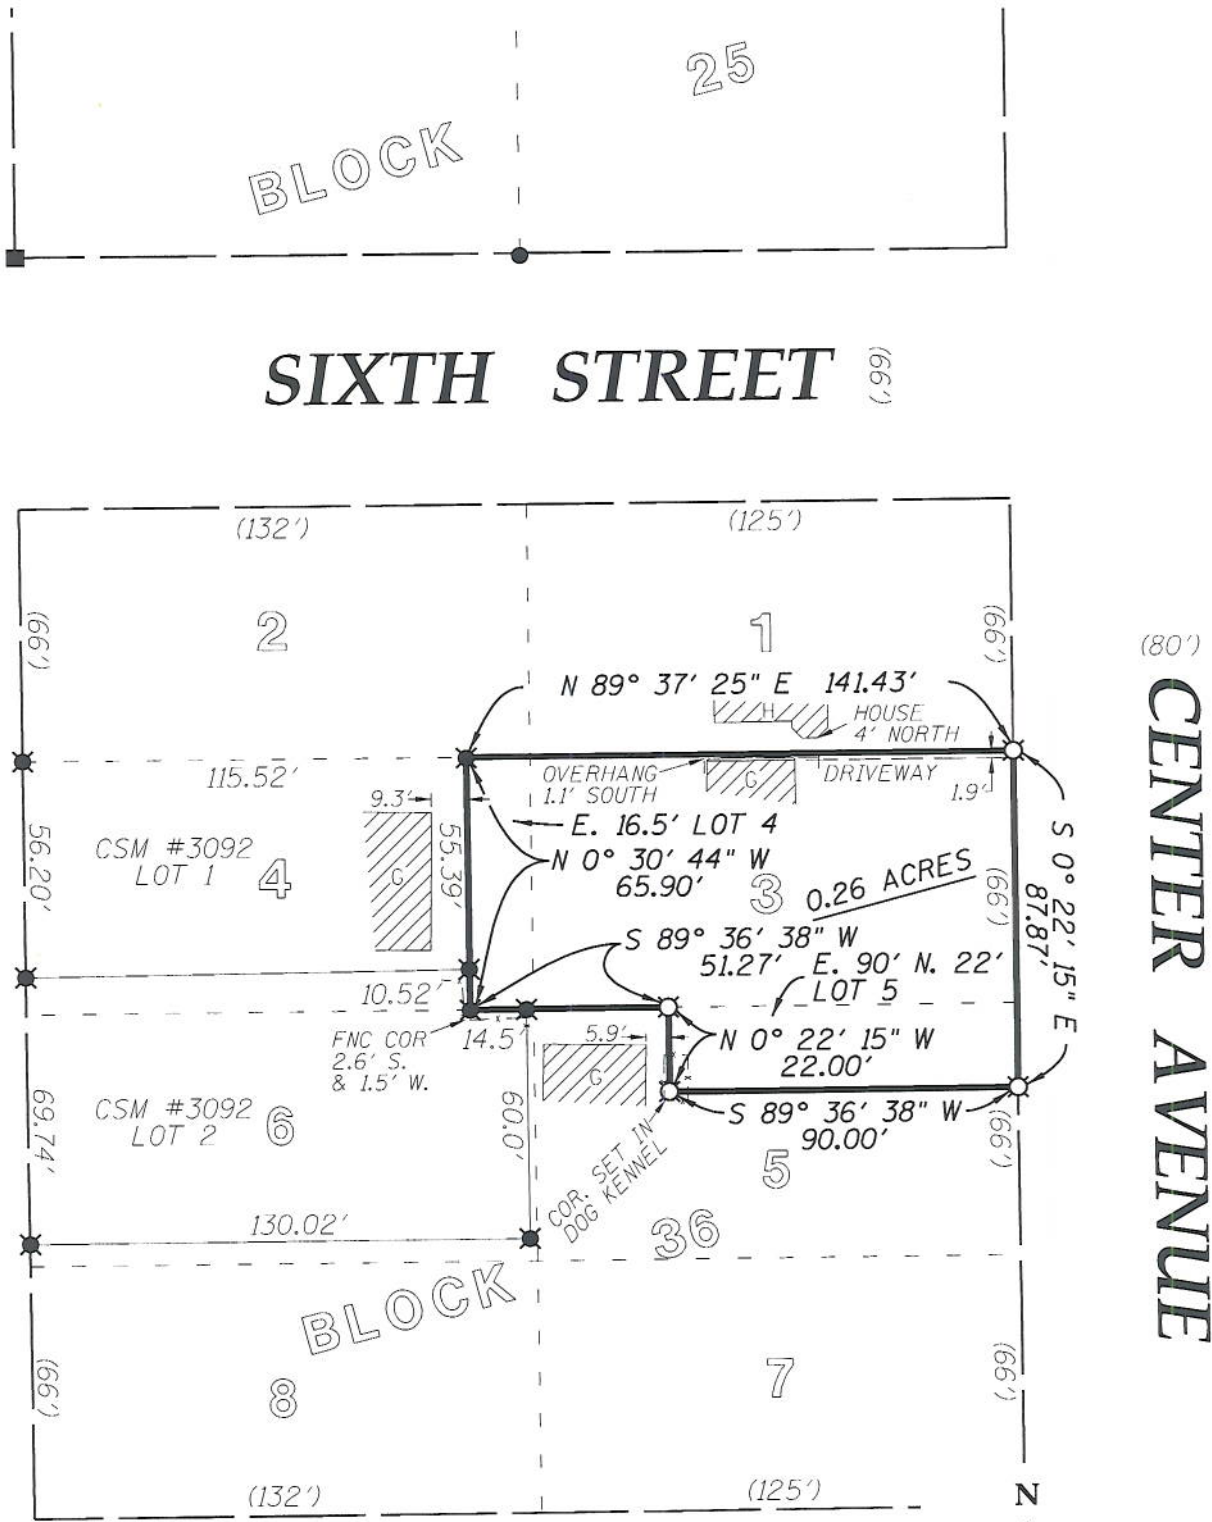 25
BLOCK
SIXTH STREET (66')
(132')
(125')
(66')
2
1
(66')
(80')
CENTER AVENUE
N 89° 37' 25" E 141.43'
H
HOUSE
4' NORTH
115.52'
OVERHANG
1.1' SOUTH
G
DRIVEWAY
1.9'
9.3'
E. 16.5' LOT 4
56.20'
CSM #3092
LOT 1
4
G
55.39'
N 0° 30' 44" W
65.90'
3
0.26 ACRES
(66')
S 0° 22' 15" E
87.87'
S 89° 36' 38" W
51.27'
E. 90' N. 22'
LOT 5
10.52'
FNC COR
2.6' S.
& 1.5' W.
14.5'
5.9'
G
N 0° 22' 15" W
22.00'
69.74'
CSM #3092
LOT 2
6
60.0'
S 89° 36' 38" W
90.00'
(66')
COR. SET IN
DOG KENNEL
5
130.02'
36
BLOCK
(66')
8
7
(66')
(132')
(125')
N